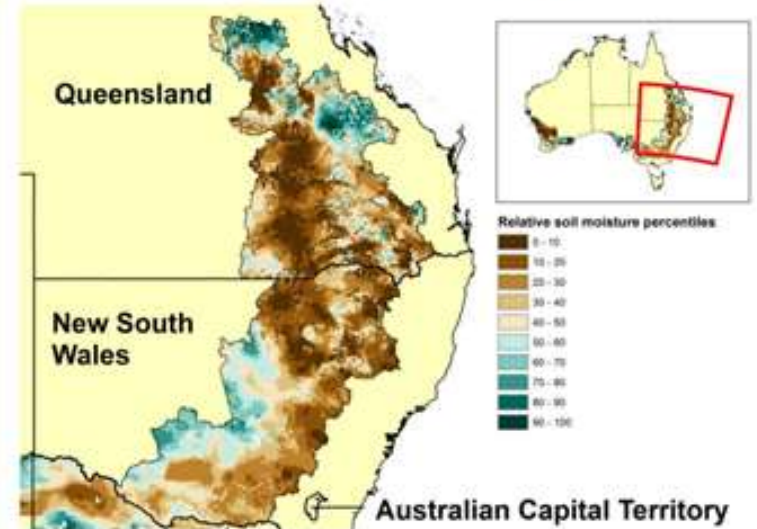 Queensland
New South
Wales
Australian Capital Territory
Relative soil moisture percentiles
0 - 10
10 - 20
20 - 30
30 - 40
40 - 50
50 - 60
60 - 70
70 - 80
80 - 90
90 - 100